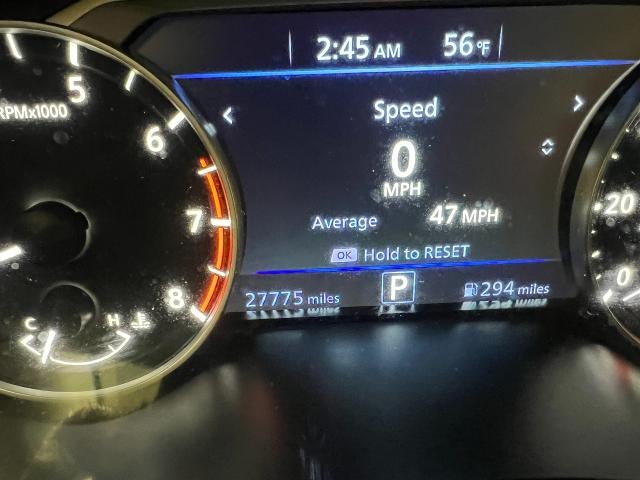 2:45 AM 56°F
5
RPMx1000
6
7
8
C H
< Speed >
0
MPH
Average 47 MPH
OK Hold to RESET
27775 miles P 294 miles
20
0